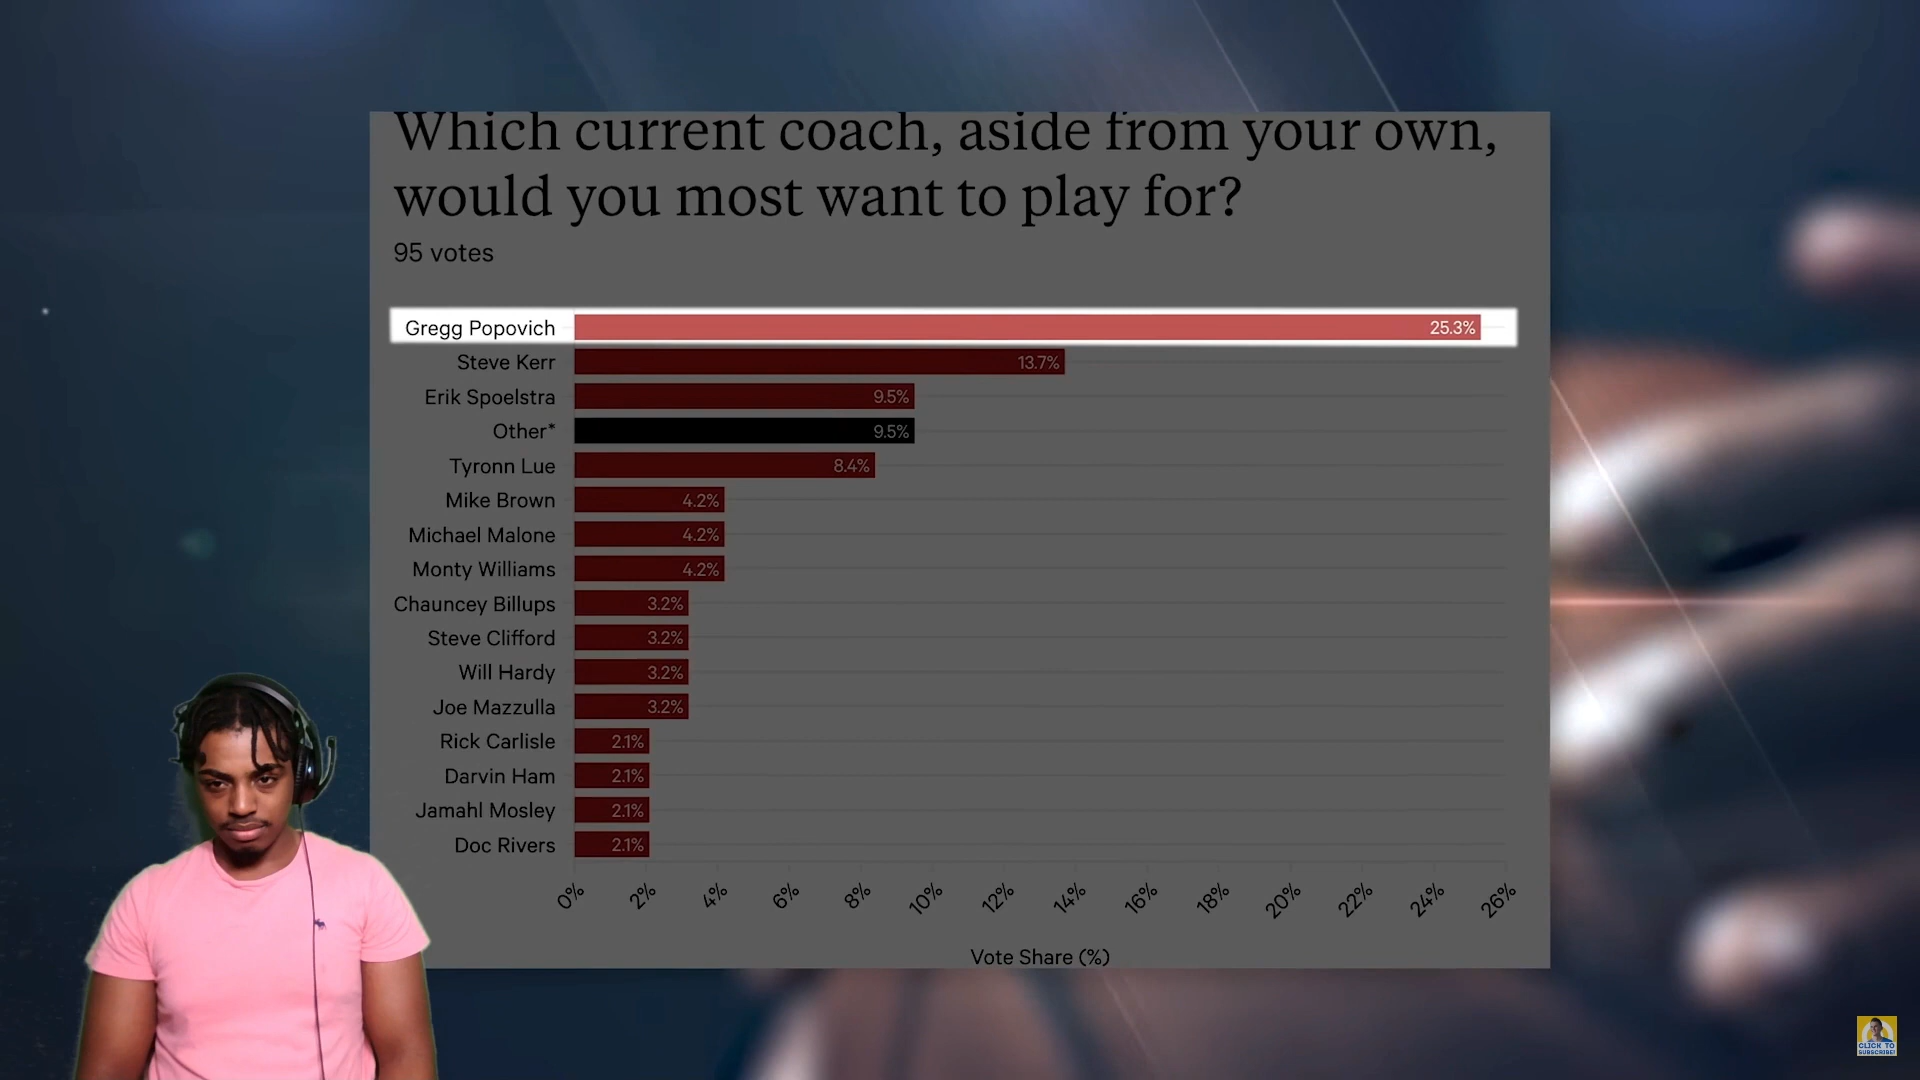 Which current coach, aside from your own,
would you most want to play for?
95 votes
Gregg Popovich 25.3%
Steve Kerr 13.7%
Erik Spoelstra 9.5%
Other* 9.5%
Tyronn Lue 8.4%
Mike Brown 4.2%
Michael Malone 4.2%
Monty Williams 4.2%
Chauncey Billups 3.2%
Steve Clifford 3.2%
Will Hardy 3.2%
Joe Mazzulla 3.2%
Rick Carlisle 2.1%
Darvin Ham 2.1%
Jamahl Mosley 2.1%
Doc Rivers 2.1%
0% 2% 4% 6% 8% 10% 12% 14% 16% 18% 20% 22% 24% 26%
Vote Share (%)
CLICK TO
SUBSCRIBE!